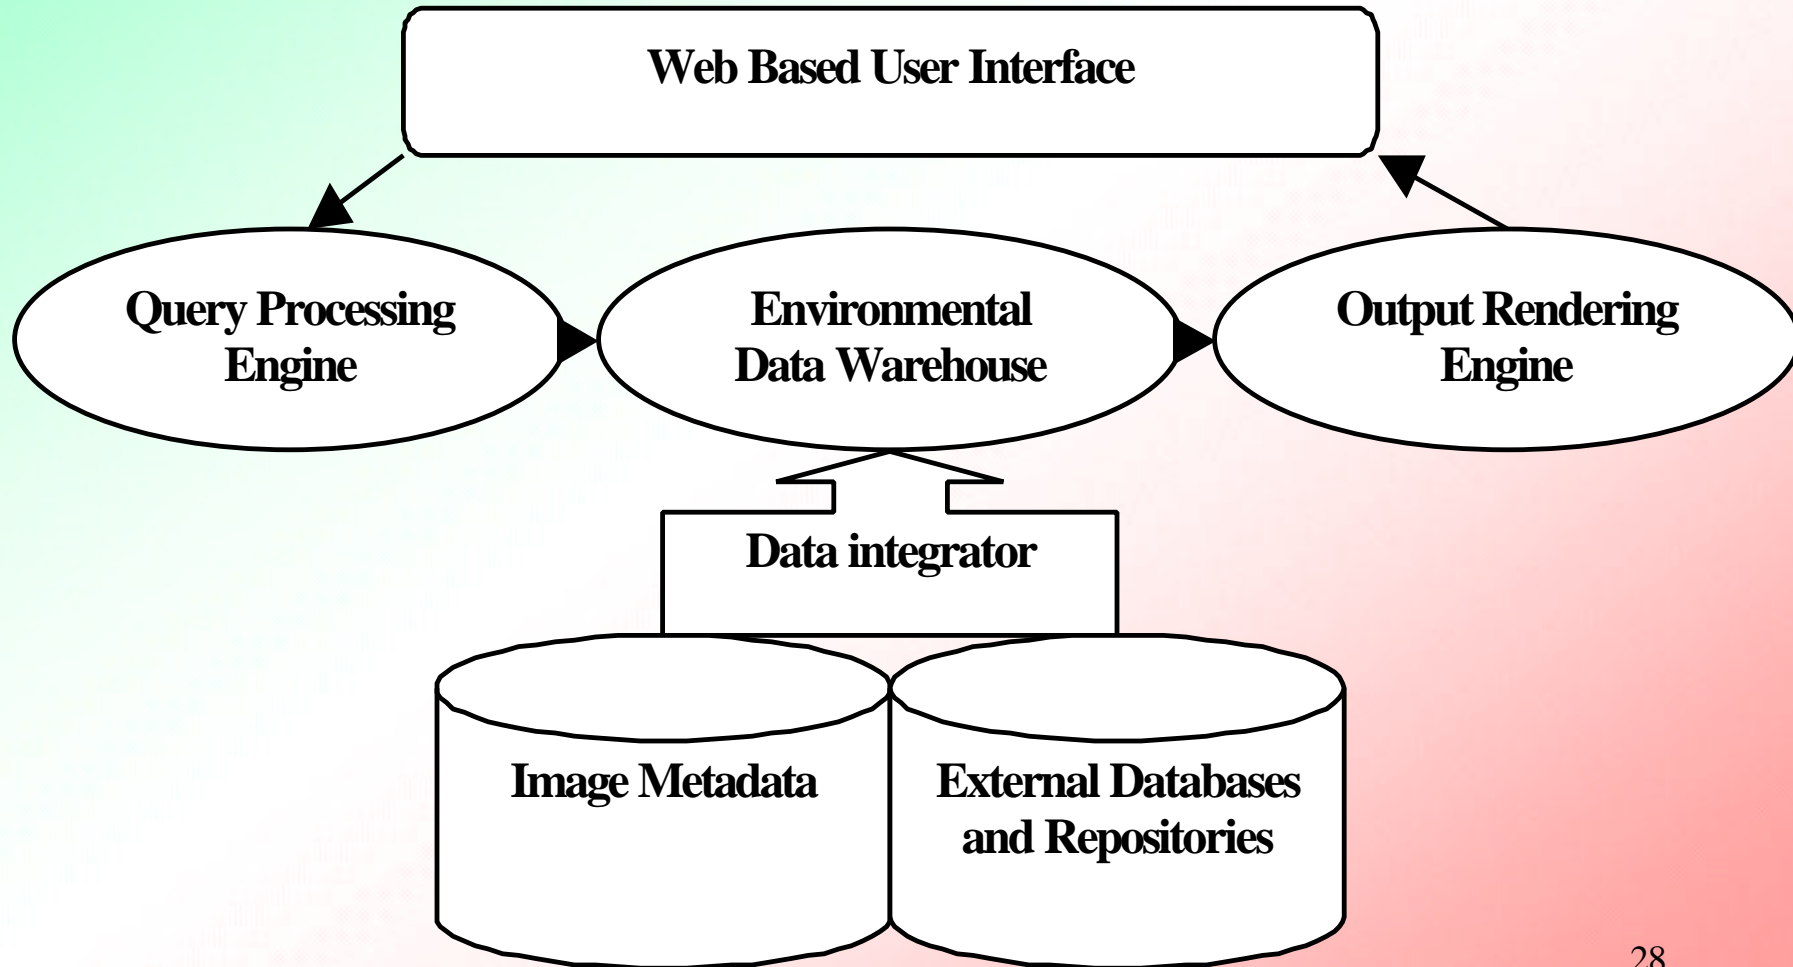 Web Based User Interface
Query Processing
Engine
Environmental
Data Warehouse
Output Rendering
Engine
Data integrator
Image Metadata
External Databases
and Repositories
28